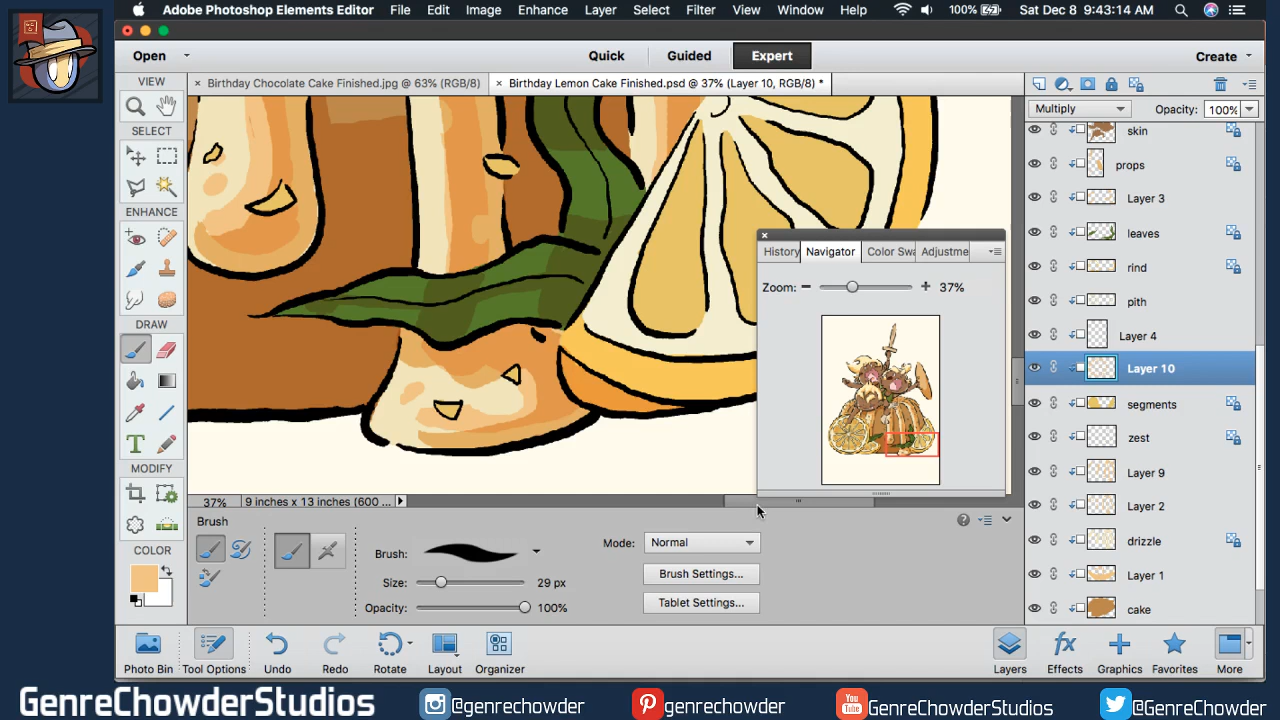 Adobe Photoshop Elements Editor File Edit Image Enhance Layer Select Filter View Window Help 100% Sat Dec 8 9:43:14 AM
Open Quick Guided Expert Create
VIEW
× Birthday Chocolate Cake Finished.jpg @ 63% (RGB/8) × Birthday Lemon Cake Finished.psd @ 37% (Layer 10, RGB/8) *
Multiply Opacity: 100%
SELECT
skin
props
Layer 3
ENHANCE
leaves
History Navigator Color Swa Adjustme
rind
Zoom: 37%
pith
DRAW
Layer 4
Layer 10
segments
T
zest
MODIFY
Layer 9
37% 9 inches x 13 inches (600 ...
Layer 2
Brush
drizzle
COLOR
Brush: Mode: Normal
Size: 29 px Brush Settings...
Layer 1
Opacity: 100% Tablet Settings...
cake
Photo Bin Tool Options Undo Redo Rotate Layout Organizer Layers Effects Graphics Favorites More
GenreChowderStudios @genrechowder genrechowder GenreChowderStudios @GenreChowder